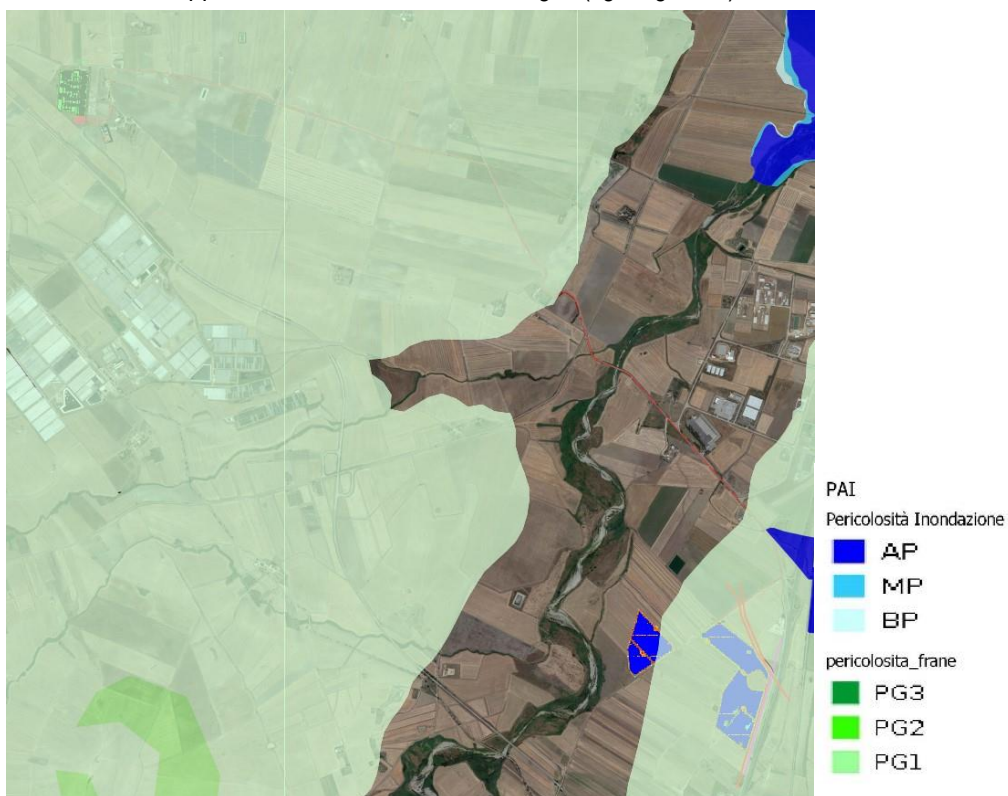 PAI
Pericolosità Inondazione
AP
MP
BP
pericolosita_frane
PG3
PG2
PG1